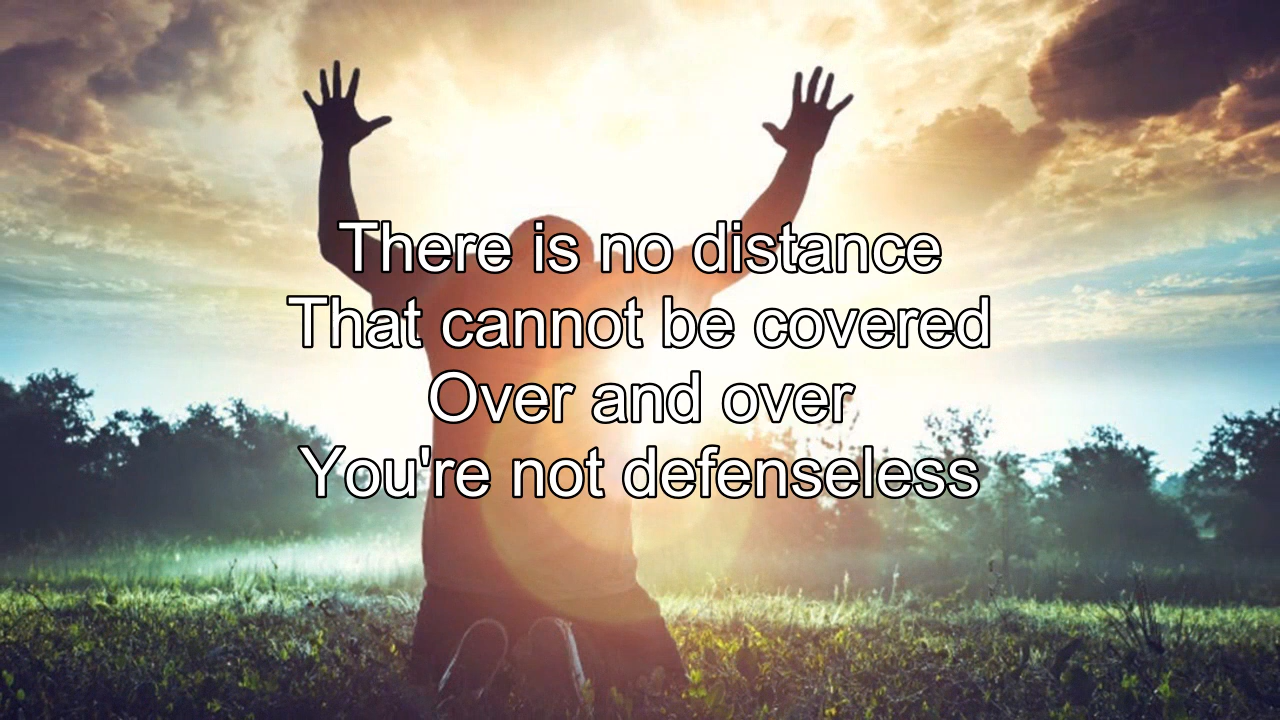 There is no distance
That cannot be covered
Over and over
You're not defenseless